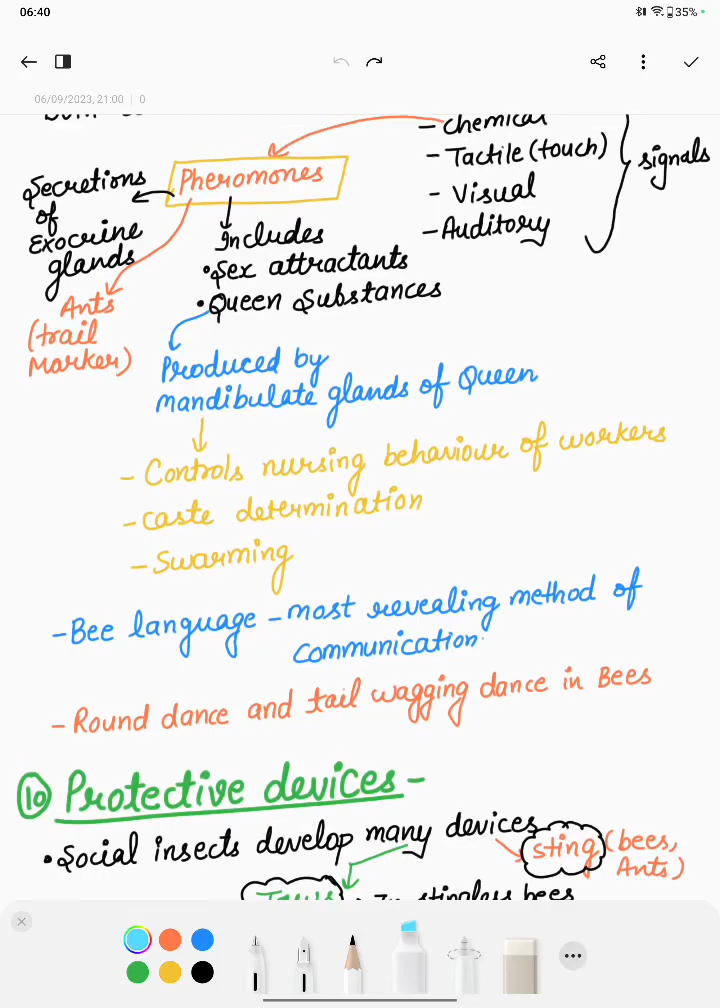 06:40
35%
06/09/2023, 21:00 | 0
- Chemical
- Tactile (touch)
- Visual
- Auditory
signals
Pheromones
Secretions
of
Exocrine
glands
Includes
• Sex attractants
• Queen Substances
Ants
(trail
Marker)
Produced by
mandibulate glands of Queen
- Controls nursing behaviour of workers
- caste determination
- Swarming
- Bee language - most revealing method of
communication.
- Round dance and tail wagging dance in Bees
10 Protective devices -
• Social insects develop many devices
sting (bees,
Ants)
• In stingless bees